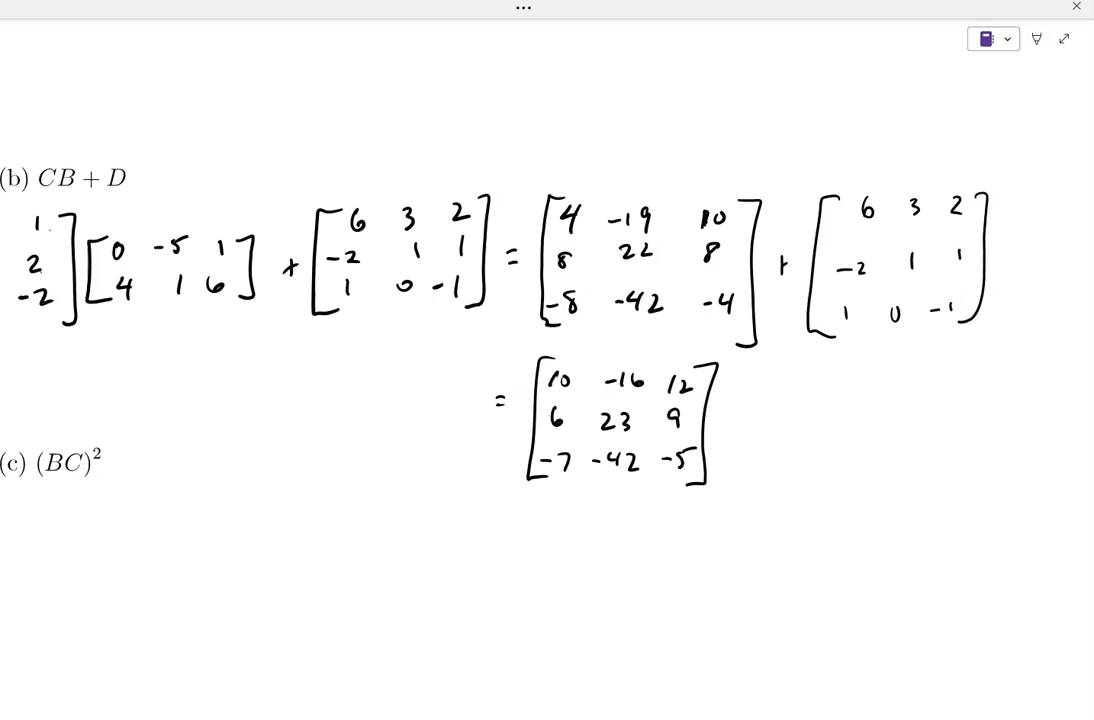 (b) CB + D
1
2
-2
0 -5 1
4 1 6
+
6 3 2
-2 1 1
1 0 -1
=
4 -19 10
8 22 8
-8 -42 -4
+
6 3 2
-2 1 1
1 0 -1
=
10 -16 12
6 23 9
-7 -42 -5
(c) (BC)²